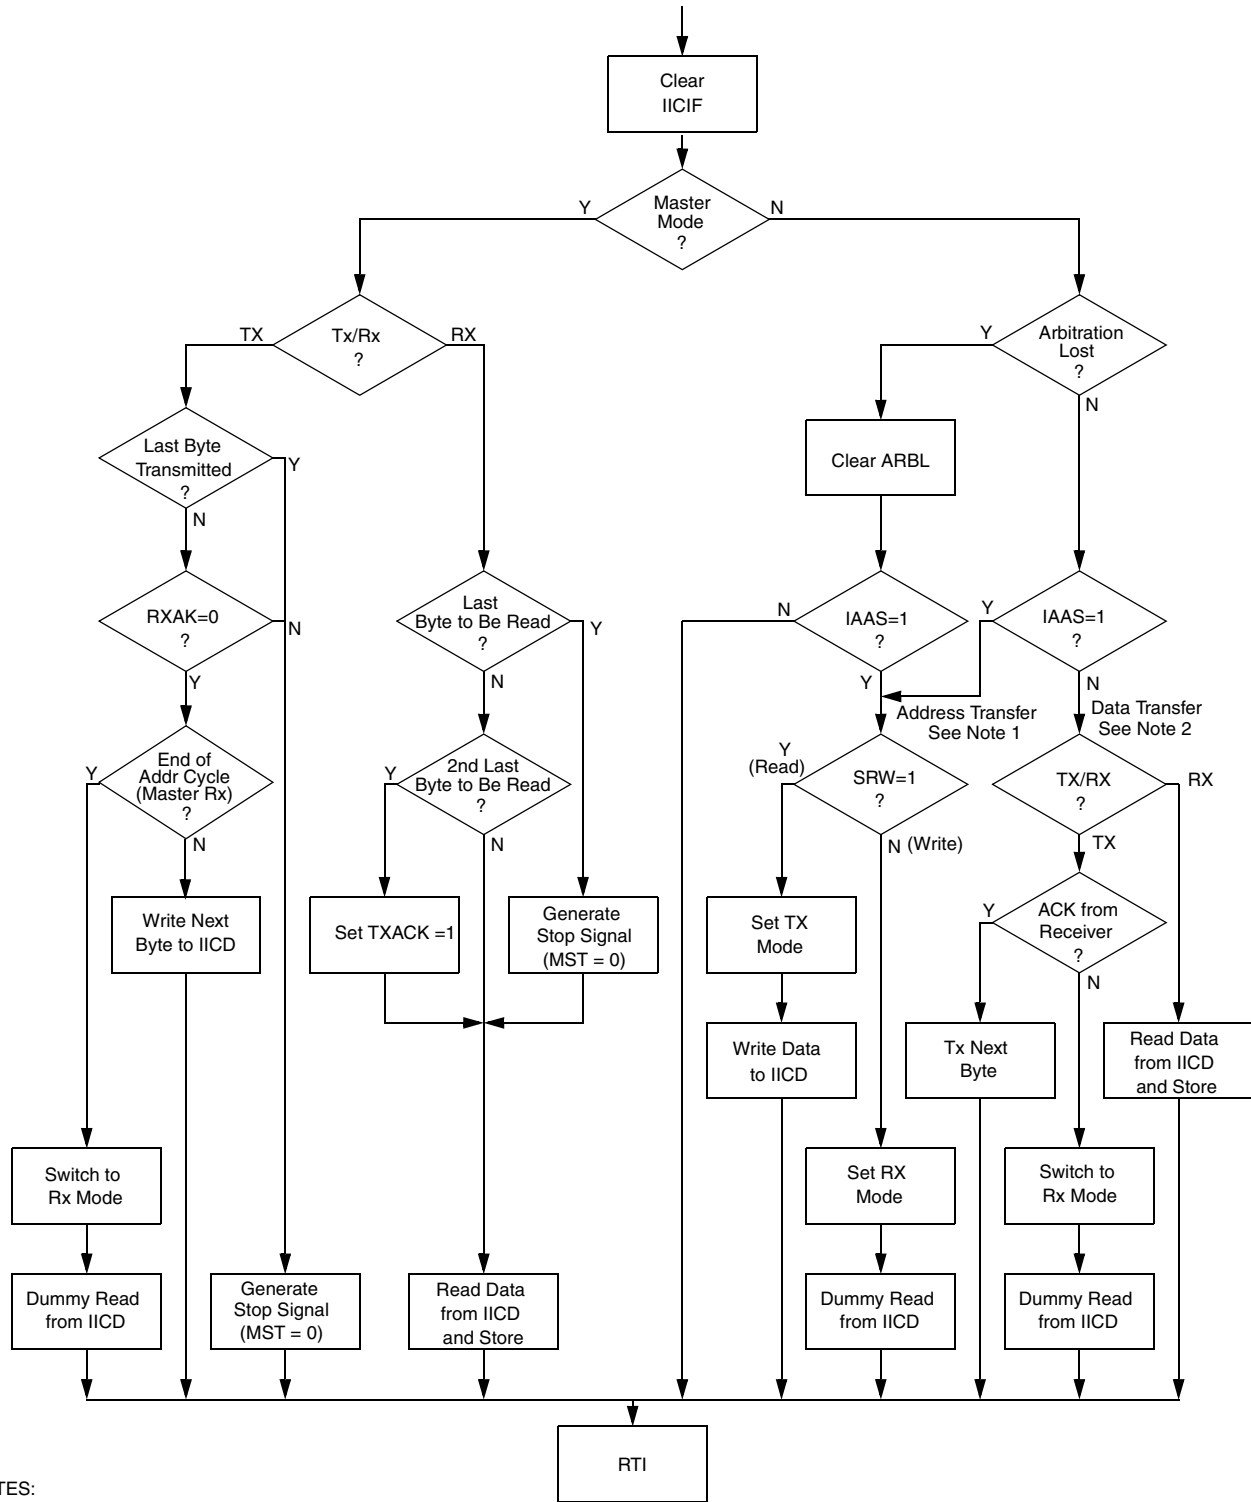 Clear
IICIF
Master
Mode
?
Y
N
Tx/Rx
?
TX
RX
Arbitration
Lost
?
Y
N
Last Byte
Transmitted
?
Y
N
Clear ARBL
RXAK=0
?
N
Y
Last
Byte to Be Read
?
Y
N
IAAS=1
?
N
Y
IAAS=1
?
Y
N
Address Transfer
See Note 1
Data Transfer
See Note 2
End of
Addr Cycle
(Master Rx)
?
Y
N
2nd Last
Byte to Be Read
?
Y
N
Y
(Read)
SRW=1
?
N (Write)
TX/RX
?
RX
TX
Write Next
Byte to IICD
Set TXACK =1
Generate
Stop Signal
(MST = 0)
Set TX
Mode
Y
ACK from
Receiver
?
N
Write Data
to IICD
Tx Next
Byte
Read Data
from IICD
and Store
Switch to
Rx Mode
Set RX
Mode
Switch to
Rx Mode
Dummy Read
from IICD
Generate
Stop Signal
(MST = 0)
Read Data
from IICD
and Store
Dummy Read
from IICD
Dummy Read
from IICD
RTI
TES: